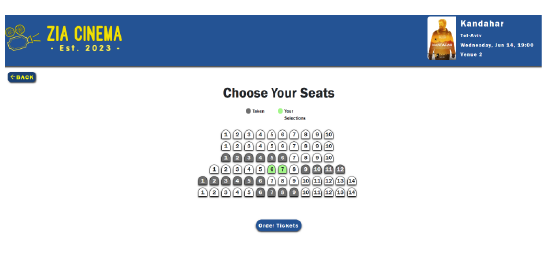 ZIA CINEMA
- Est. 2023 -
Kandahar
Tel-Aviv
Wednesday, Jun 14, 19:00
Venue 2
BACK
Choose Your Seats
Taken
Your Selections
1 2 3 4 5 6 7 8 9 10
1 2 3 4 5 6 7 8 9 10
1 2 3 4 5 6 7 8 9 10
1 2 3 4 5 6 7 8 9 10 11 12
1 2 3 4 5 6 7 8 9 10 11 12 13 14
1 2 3 4 5 6 7 8 9 10 11 12 13 14
Order Tickets